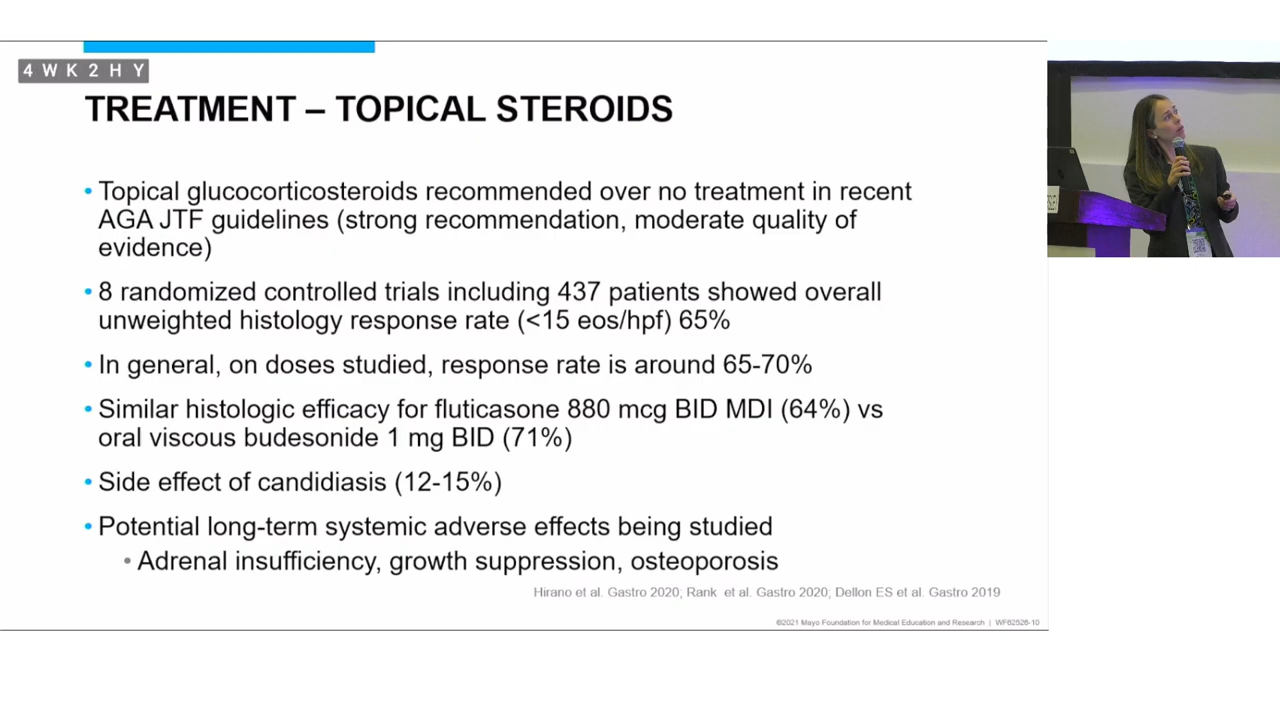 4WK2HY
TREATMENT – TOPICAL STEROIDS
• Topical glucocorticosteroids recommended over no treatment in recent
AGA JTF guidelines (strong recommendation, moderate quality of
evidence)
• 8 randomized controlled trials including 437 patients showed overall
unweighted histology response rate (<15 eos/hpf) 65%
• In general, on doses studied, response rate is around 65-70%
• Similar histologic efficacy for fluticasone 880 mcg BID MDI (64%) vs
oral viscous budesonide 1 mg BID (71%)
• Side effect of candidiasis (12-15%)
• Potential long-term systemic adverse effects being studied
• Adrenal insufficiency, growth suppression, osteoporosis
Hirano et al. Gastro 2020; Rank et al. Gastro 2020; Dellon ES et al. Gastro 2019
©2021 Mayo Foundation for Medical Education and Research | WF62526-10